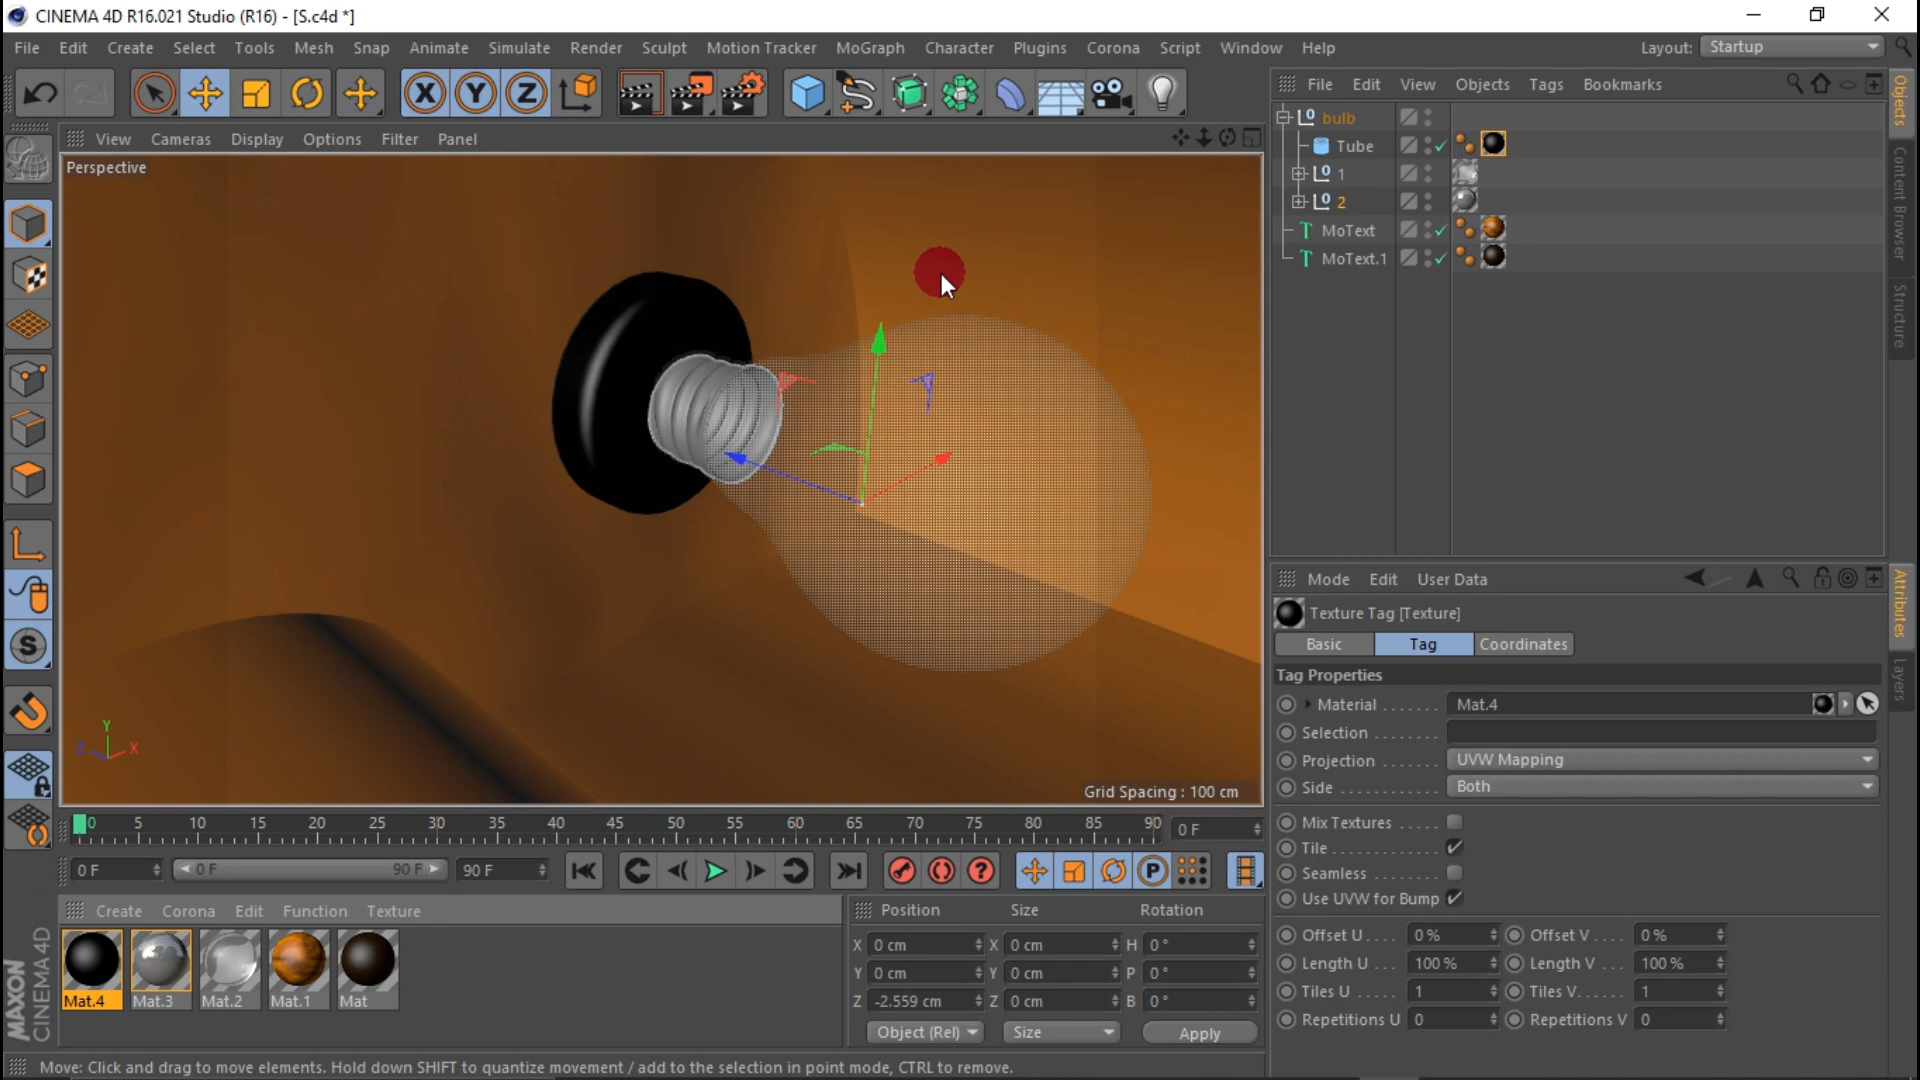 CINEMA 4D R16.021 Studio (R16) - [S.c4d *]
File Edit Create Select Tools Mesh Snap Animate Simulate Render Sculpt Motion Tracker MoGraph Character Plugins Corona Script Window Help Layout: Startup
X Y Z
File Edit View Objects Tags Bookmarks
View Cameras Display Options Filter Panel
Perspective
bulb
Tube
1
2
MoText
MoText.1
Objects
Content Browser
Structure
Y
Z X
Grid Spacing : 100 cm
Mode Edit User Data
Texture Tag [Texture]
Basic Tag Coordinates
Tag Properties
Material . . . . . . . Mat.4
Selection . . . . . . . .
Projection . . . . . . . UVW Mapping
Side . . . . . . . . . . . . Both
Mix Textures . . . . .
Tile . . . . . . . . . . . . .
Seamless . . . . . . . .
Use UVW for Bump
Offset U . . . . 0 % Offset V . . . . 0 %
Length U . . . 100 % Length V . . . 100 %
Tiles U . . . . . 1 Tiles V . . . . . 1
Repetitions U 0 Repetitions V 0
Attributes
Layers
0 5 10 15 20 25 30 35 40 45 50 55 60 65 70 75 80 85 90 0 F
0 F 0 F 90 F 90 F
P
Create Corona Edit Function Texture
Mat.4 Mat.3 Mat.2 Mat.1 Mat
Position Size Rotation
X 0 cm X 0 cm H 0 °
Y 0 cm Y 0 cm P 0 °
Z -2.559 cm Z 0 cm B 0 °
Object (Rel) Size Apply
MAXON
CINEMA 4D
S
Move: Click and drag to move elements. Hold down SHIFT to quantize movement / add to the selection in point mode, CTRL to remove.